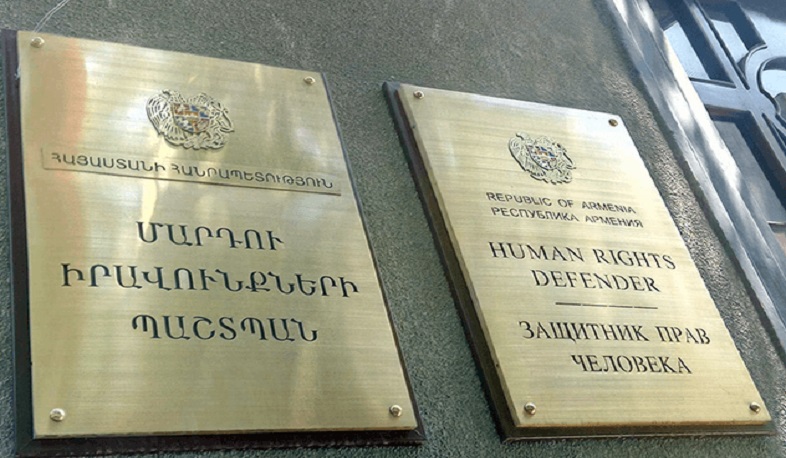 ՀԱՅԱՍՏԱՆԻ ՀԱՆՐԱՊԵՏՈՒԹՅՈՒՆ
ՄԱՐԴՈՒ
ԻՐԱՎՈՒՆՔՆԵՐԻ
ՊԱՇՏՊԱՆ
REPUBLIC OF ARMENIA
РЕСПУБЛИКА АРМЕНИЯ
HUMAN RIGHTS
DEFENDER
ЗАЩИТНИК ПРАВ
ЧЕЛОВЕКА